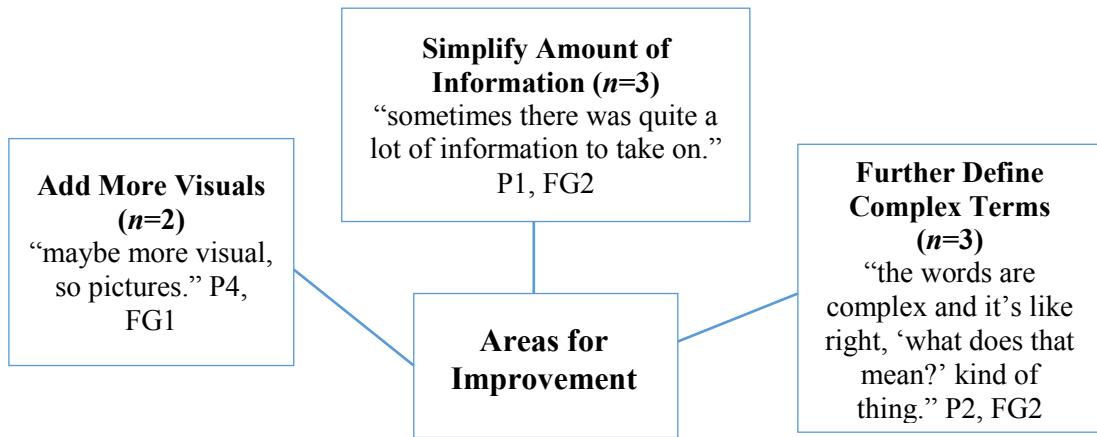 Simplify Amount of
Information (n=3)
“sometimes there was quite a
lot of information to take on.”
P1, FG2
Add More Visuals
(n=2)
“maybe more visual,
so pictures.” P4,
FG1
Further Define
Complex Terms
(n=3)
“the words are
complex and it’s like
right, ‘what does that
mean?’ kind of
thing.” P2, FG2
Areas for
Improvement